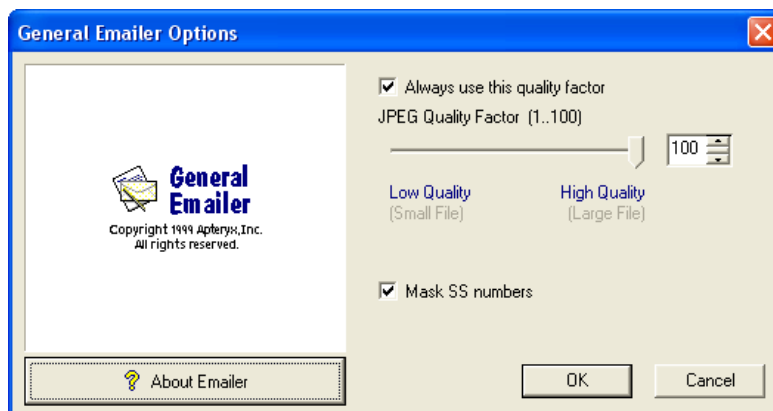 General Emailer Options
General
Emailer
Copyright 1999 Apteryx,Inc.
All rights reserved.
About Emailer
Always use this quality factor
JPEG Quality Factor (1..100)
100
Low Quality High Quality
(Small File) (Large File)
Mask SS numbers
OK Cancel